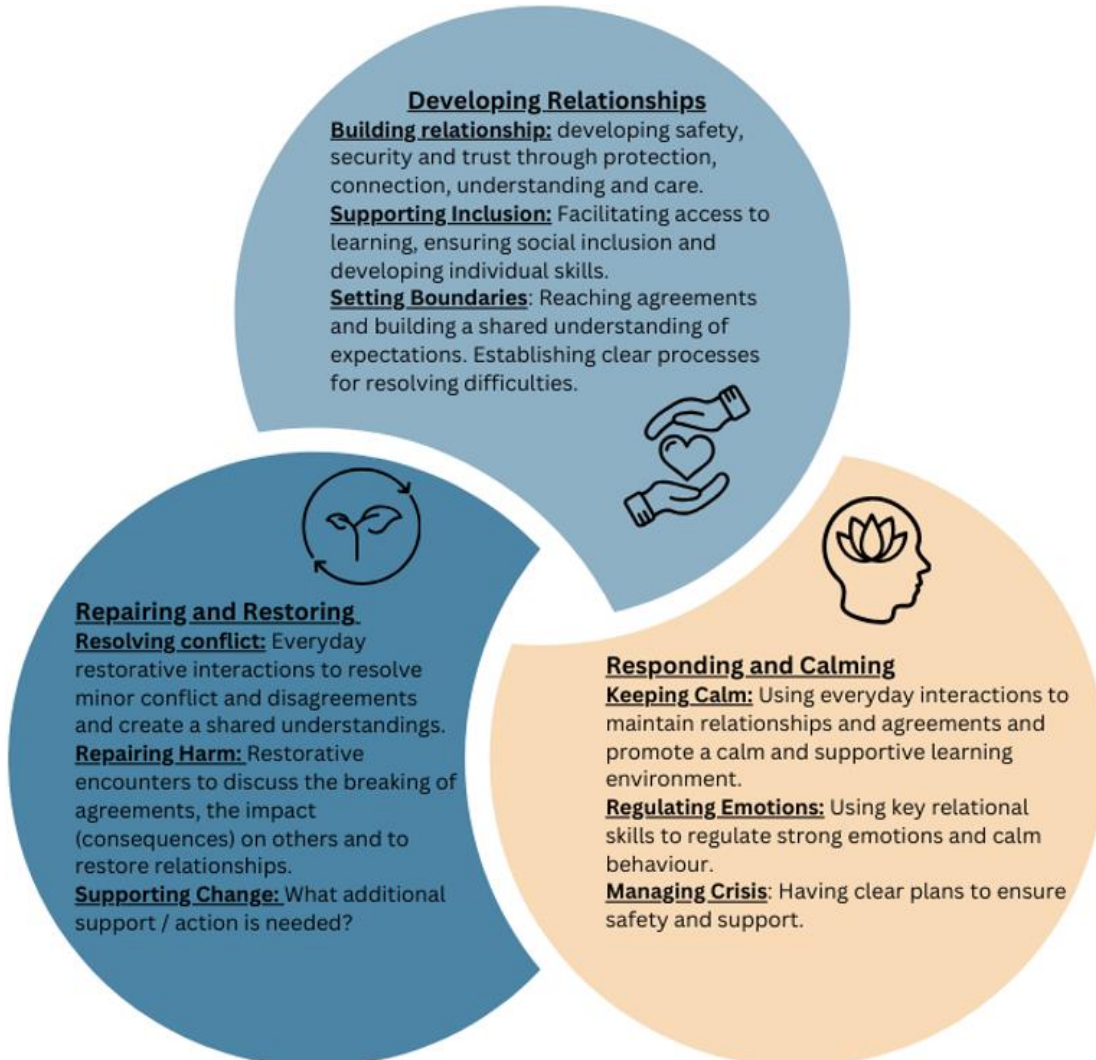 Developing Relationships
Building relationship: developing safety,
security and trust through protection,
connection, understanding and care.
Supporting Inclusion: Facilitating access to
learning, ensuring social inclusion and
developing individual skills.
Setting Boundaries: Reaching agreements
and building a shared understanding of
expectations. Establishing clear processes
for resolving difficulties.
Repairing and Restoring
Resolving conflict: Everyday
restorative interactions to resolve
minor conflict and disagreements
and create a shared understandings.
Repairing Harm: Restorative
encounters to discuss the breaking of
agreements, the impact
(consequences) on others and to
restore relationships.
Supporting Change: What additional
support / action is needed?
Responding and Calming
Keeping Calm: Using everyday interactions to
maintain relationships and agreements and
promote a calm and supportive learning
environment.
Regulating Emotions: Using key relational
skills to regulate strong emotions and calm
behaviour.
Managing Crisis: Having clear plans to ensure
safety and support.